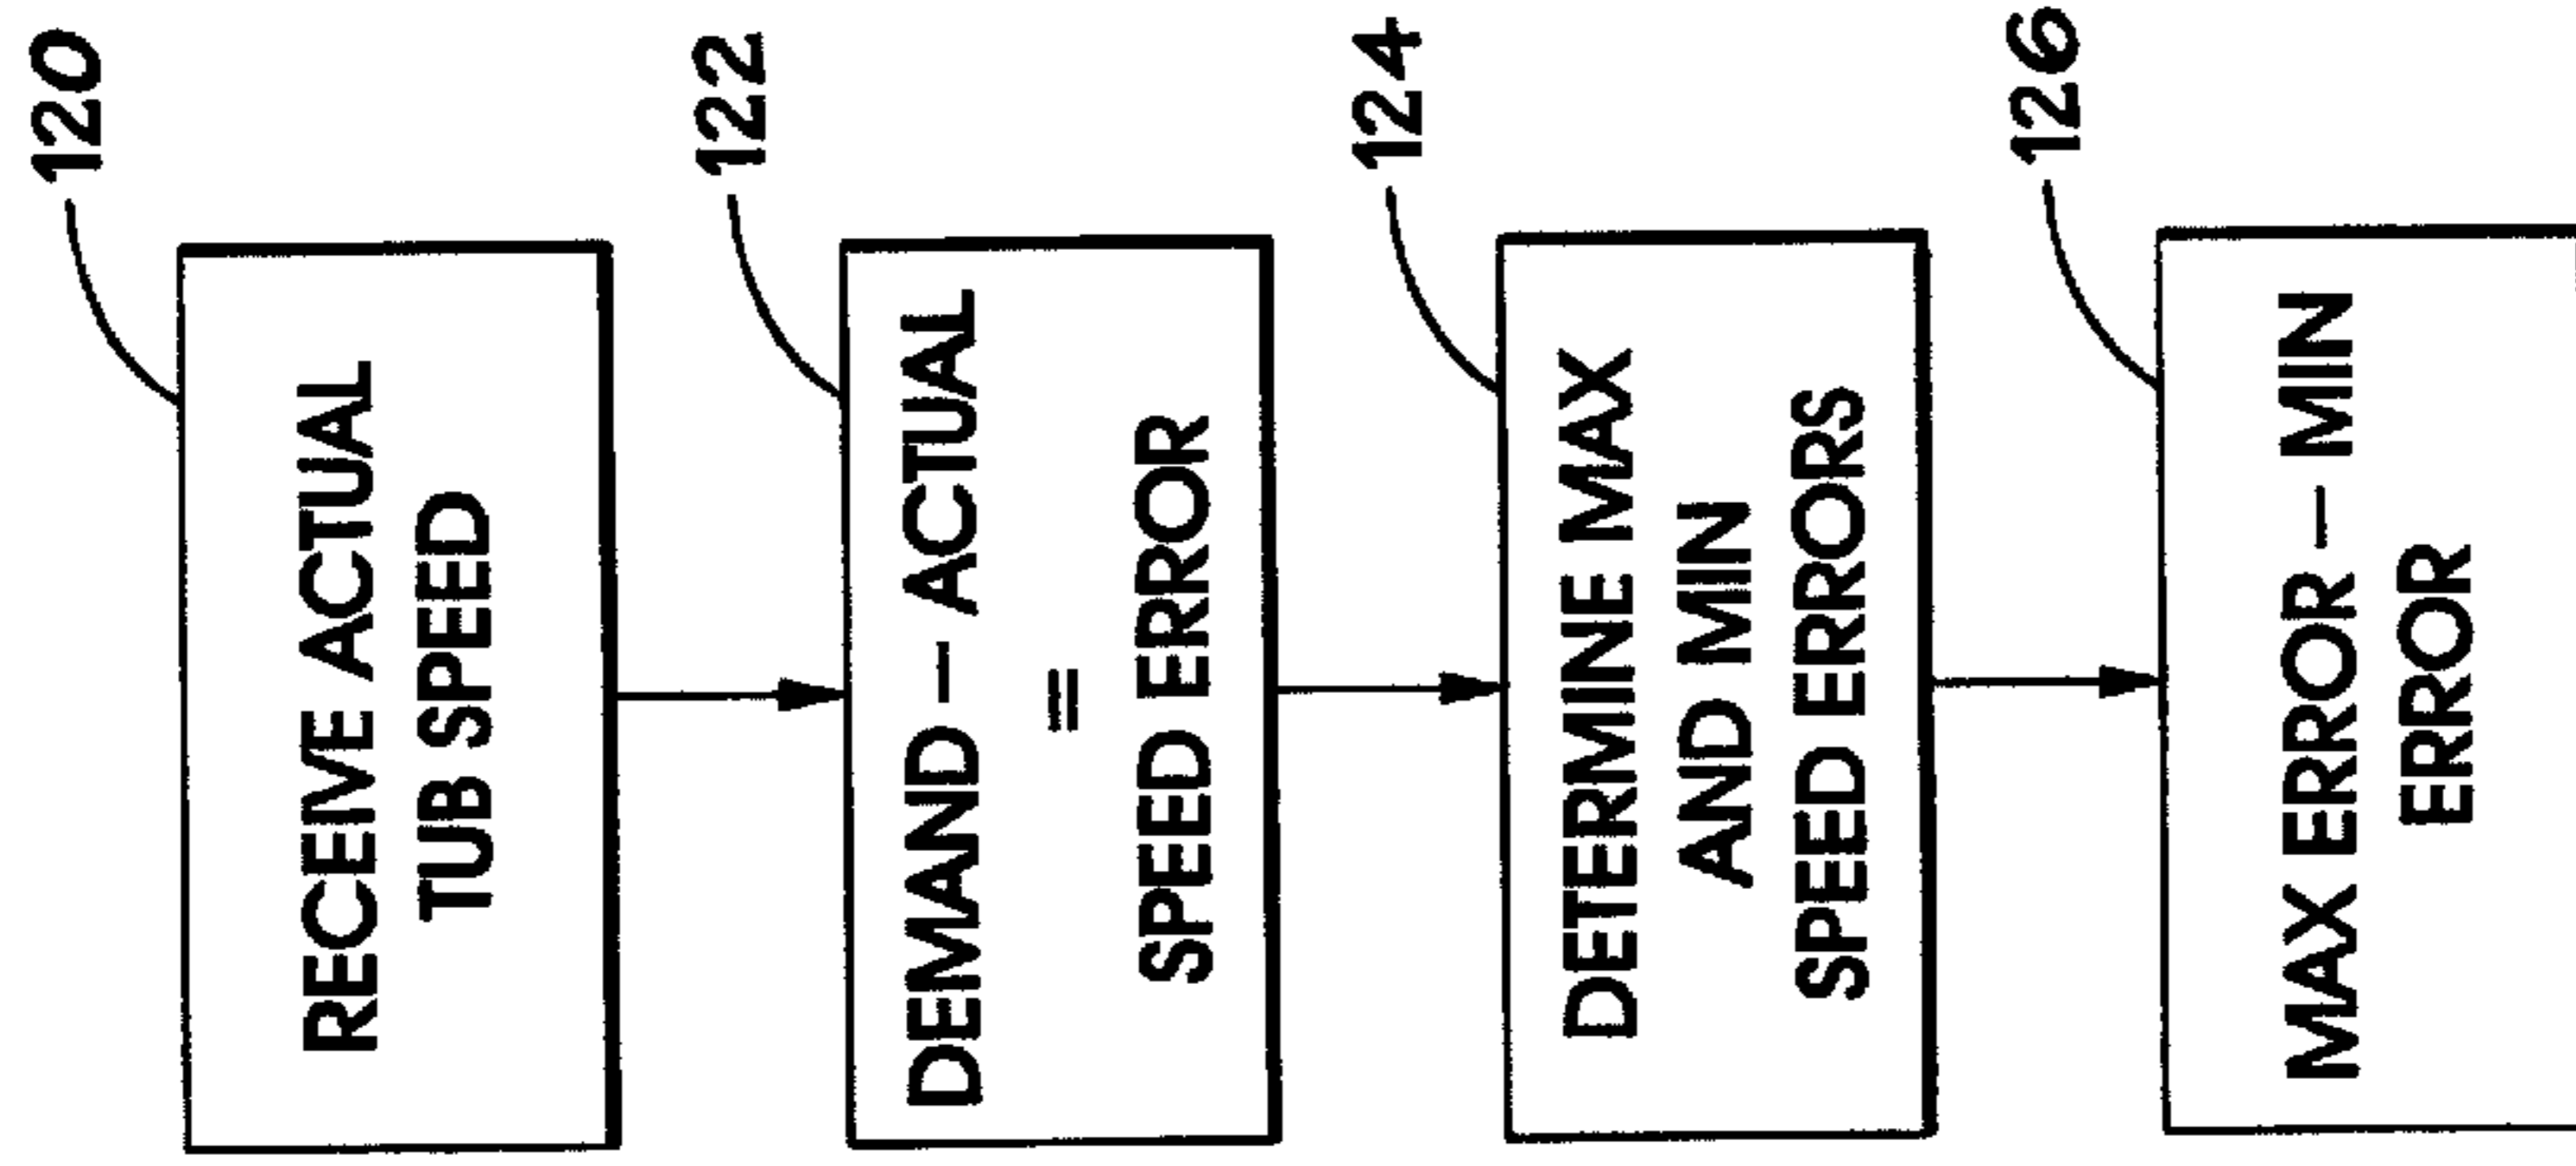 120
RECEIVE ACTUAL
TUB SPEED
122
DEMAND — ACTUAL
=
SPEED ERROR
124
DETERMINE MAX
AND MIN
SPEED ERRORS
126
MAX ERROR — MIN
ERROR